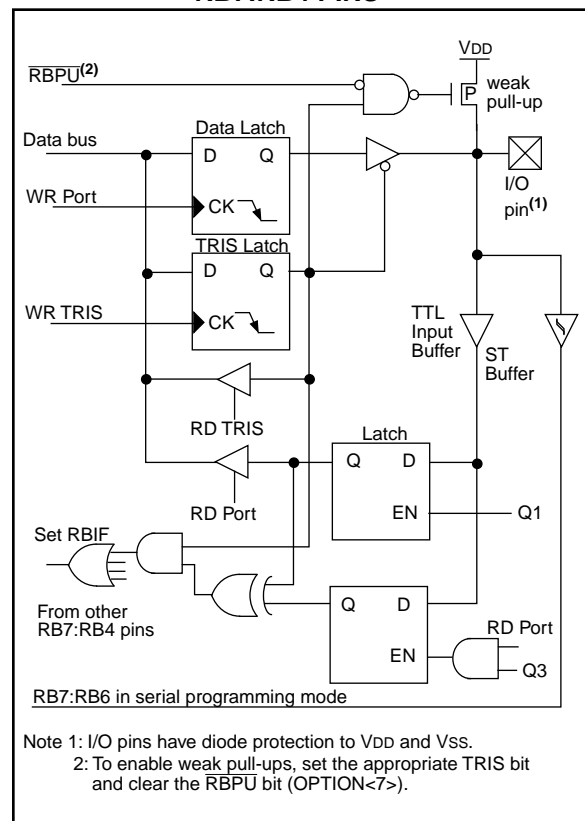 VDD
RBPU(2)
weak
pull-up
P
Data bus
Data Latch
D Q
I/O
pin(1)
WR Port
CK
TRIS Latch
D Q
WR TRIS
CK
TTL
Input
Buffer
ST
Buffer
RD TRIS
Latch
Q D
RD Port
EN
Q1
Set RBIF
From other
RB7:RB4 pins
Q D
RD Port
EN
Q3
RB7:RB6 in serial programming mode
Note 1: I/O pins have diode protection to VDD and VSS.
2: To enable weak pull-ups, set the appropriate TRIS bit
and clear the RBPU bit (OPTION<7>).